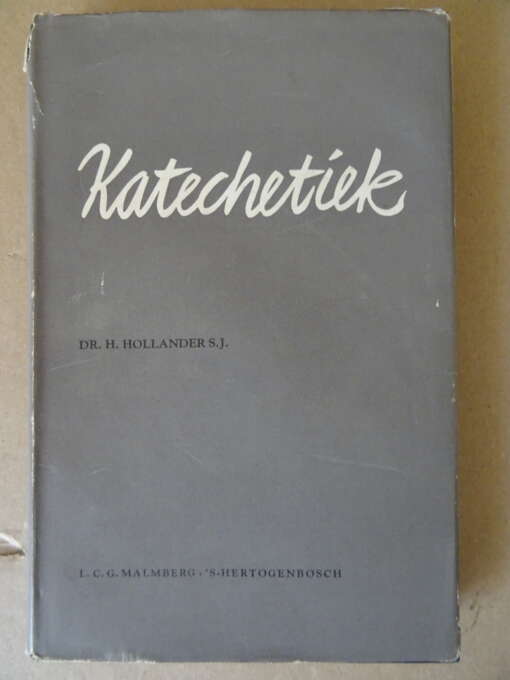 Katechetiek
DR. H. HOLLANDER S.J.
L. C. G. MALMBERG - 'S-HERTOGENBOSCH